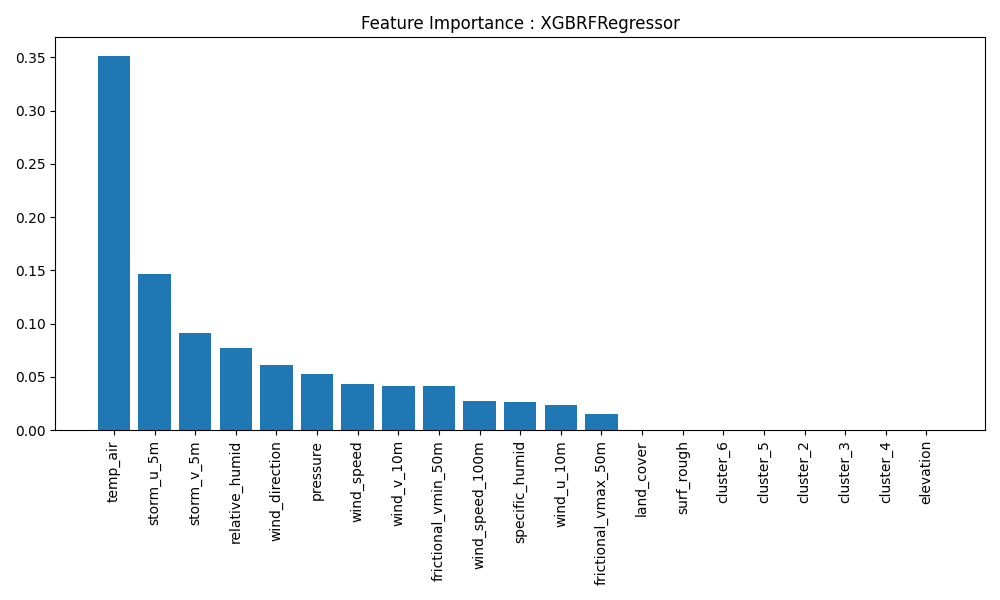 Feature Importance : XGBRFRegressor
0.35
0.30
0.25
0.20
0.15
0.10
0.05
0.00
temp_air
storm_u_5m
storm_v_5m
relative_humid
wind_direction
pressure
wind_speed
wind_v_10m
frictional_vmin_50m
wind_speed_100m
specific_humid
wind_u_10m
frictional_vmax_50m
land_cover
surf_rough
cluster_6
cluster_5
cluster_2
cluster_3
cluster_4
elevation